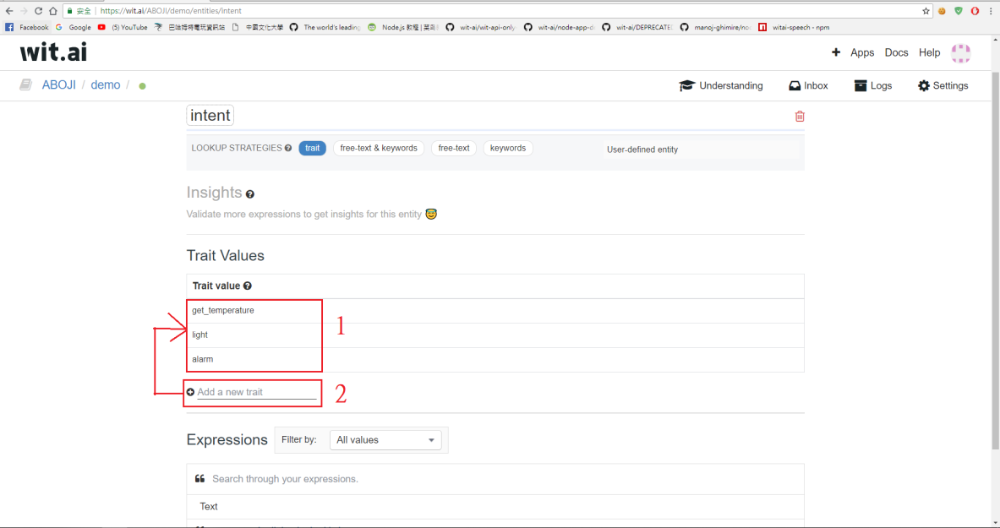 安全 | https://wit.ai/ABOJI/demo/entities/intent
Facebook Google (5) YouTube 巴哈姆特電玩資訊站 中國文化大學 The world's leading Node.js 教程 | wit-ai/wit-api-only wit-ai/node-app-d wit-ai/DEPRECATE manoj-ghimire/no witai-speech - npm
wit.ai
+ Apps Docs Help
ABOJI / demo /
Understanding Inbox Logs Settings
intent
LOOKUP STRATEGIES trait free-text & keywords free-text keywords User-defined entity
Insights
Validate more expressions to get insights for this entity 😇
Trait Values
Trait value
get_temperature
1
light
alarm
Add a new trait
2
Expressions Filter by: All values
Search through your expressions.
Text